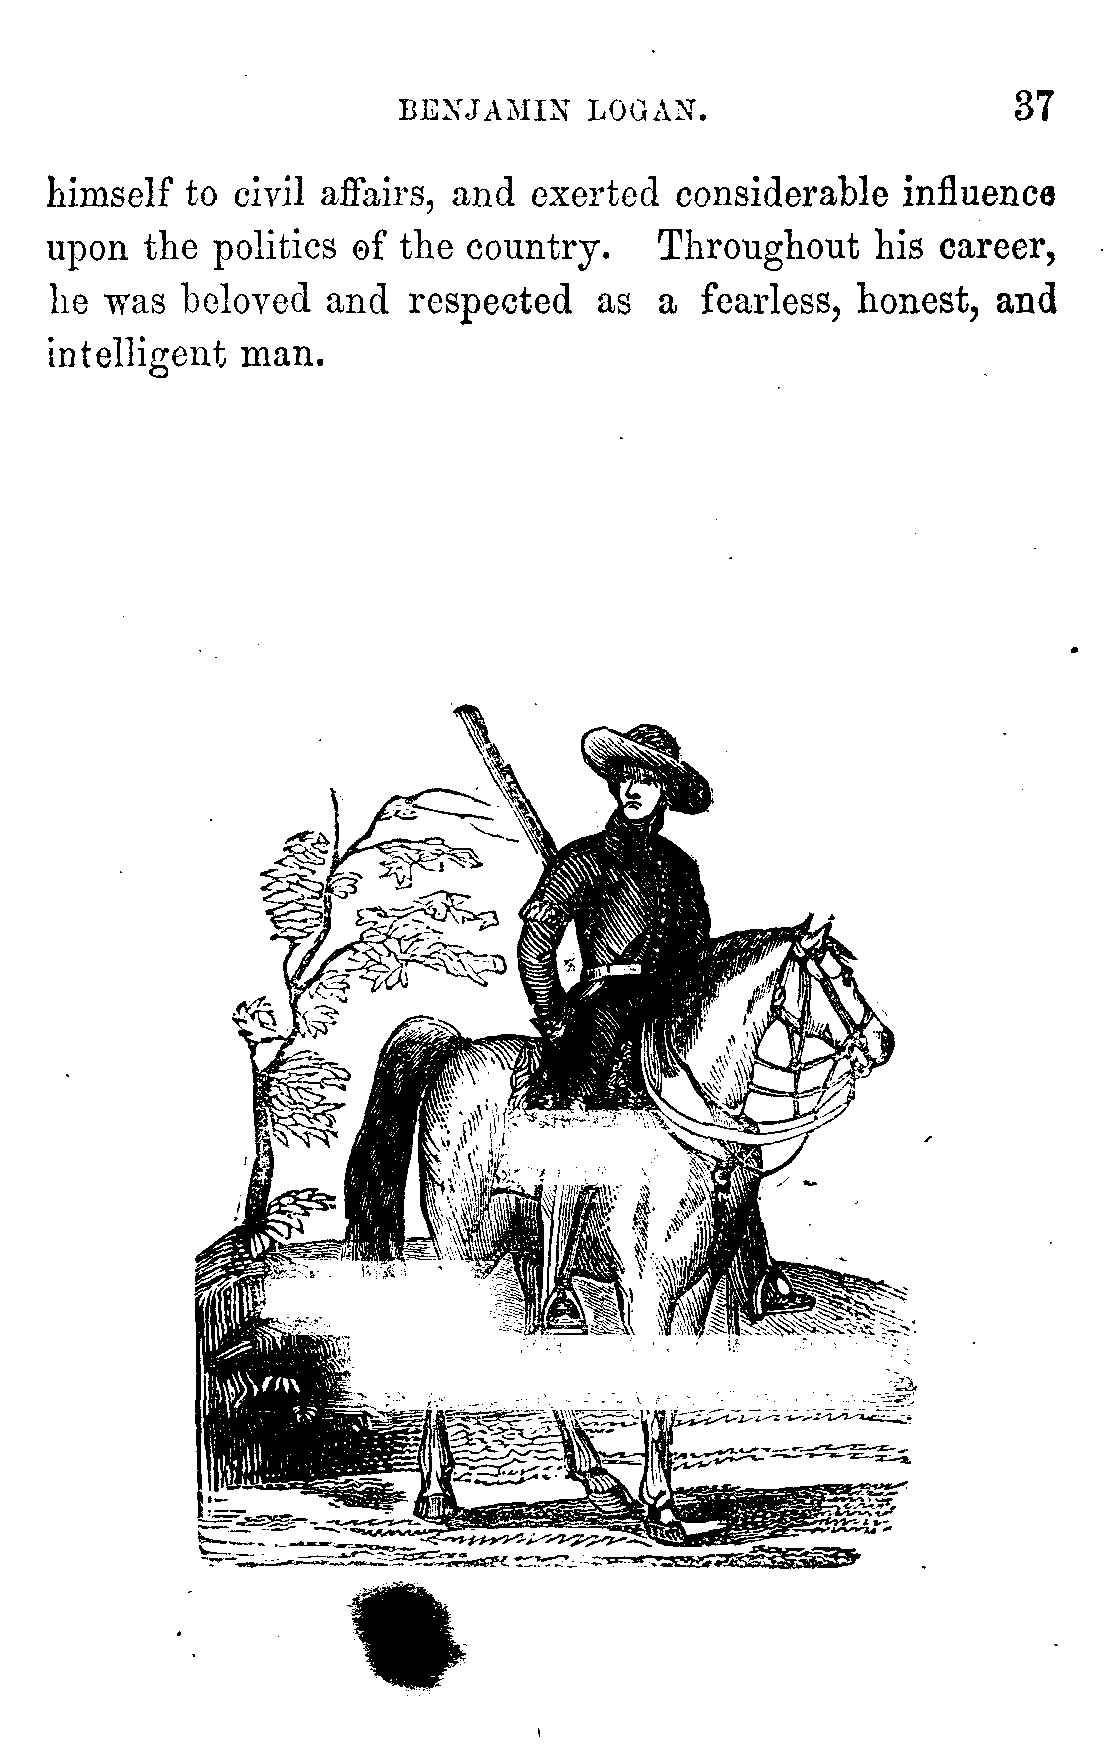 BENJAMIN LOGAN. 37
himself to civil affairs, and exerted considerable influence
upon the politics of the country. Throughout his career,
he was beloved and respected as a fearless, honest, and
intelligent man.